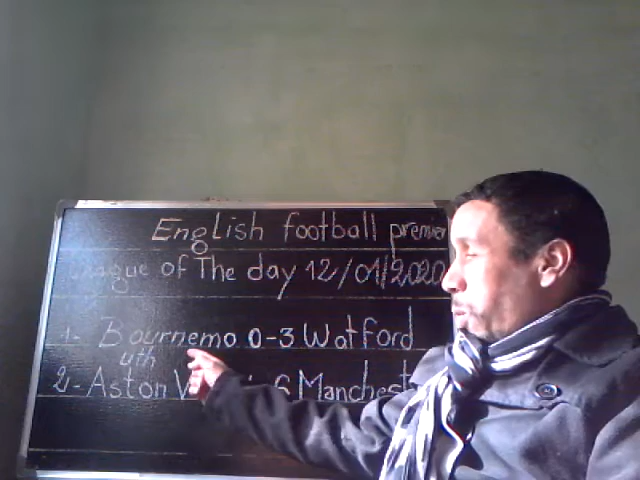 English football premier
league of The day 12/01/2020
1- Bournemo 0-3 Watford
uth
2- Aston V 6 Manchest